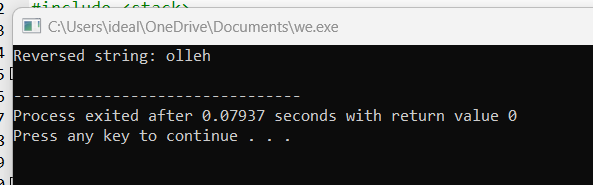 #include <stack>
C:\Users\ideal\OneDrive\Documents\we.exe
Reversed string: olleh
--------------------------------
Process exited after 0.07937 seconds with return value 0
Press any key to continue . . .